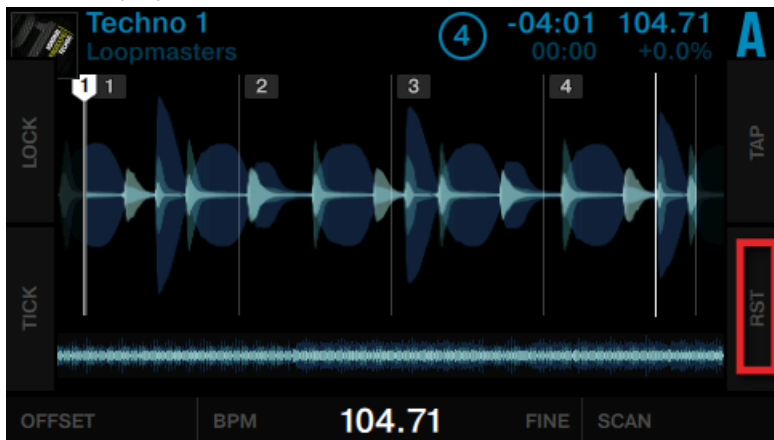 Techno 1
Loopmasters
4
-04:01 104.71
00:00 +0.0%
A
1 1 2 3 4
LOCK
TAP
TICK
RST
OFFSET BPM 104.71 FINE SCAN